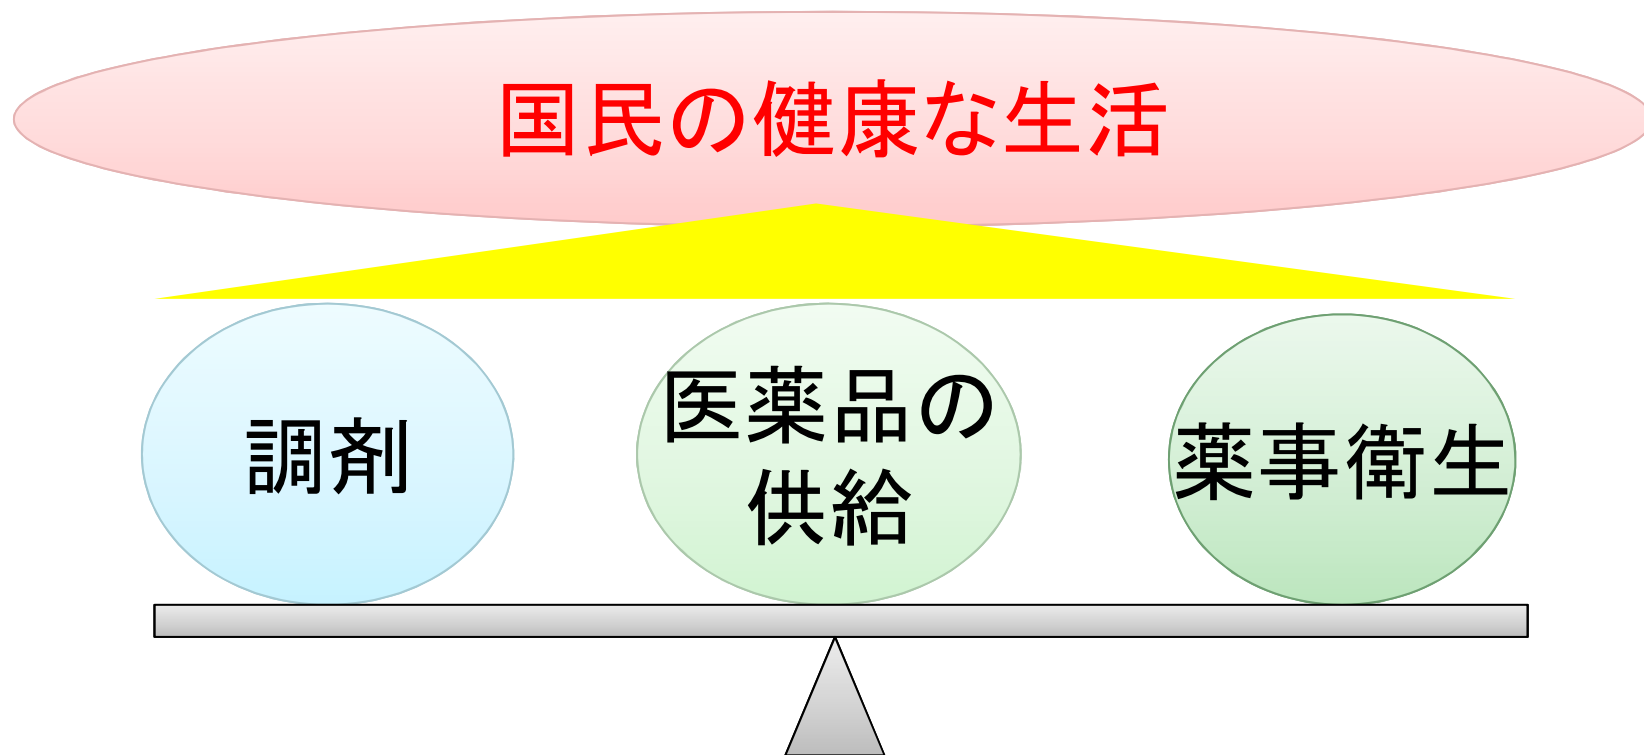 国民の健康な生活
調剤
医薬品の
供給
薬事衛生